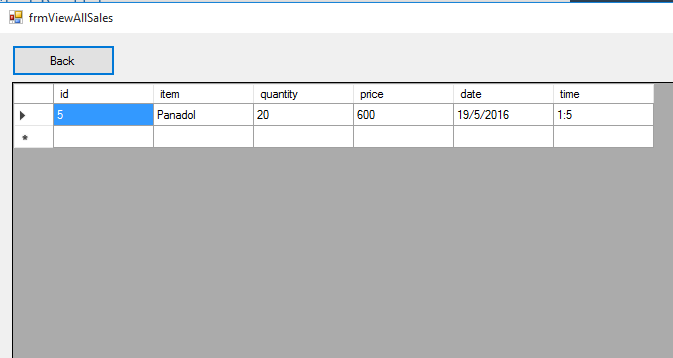 frmViewAllSales
Back
id item quantity price date time
5 Panadol 20 600 19/5/2016 1:5